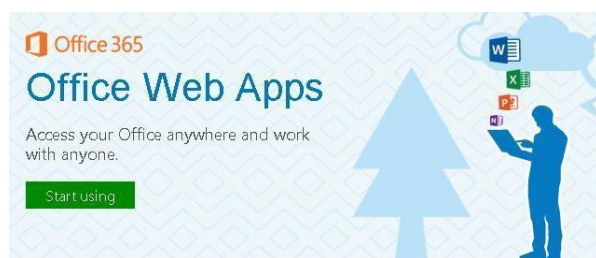 Office 365
Office Web Apps
Access your Office anywhere and work
with anyone.
Start using
W
X
P
N